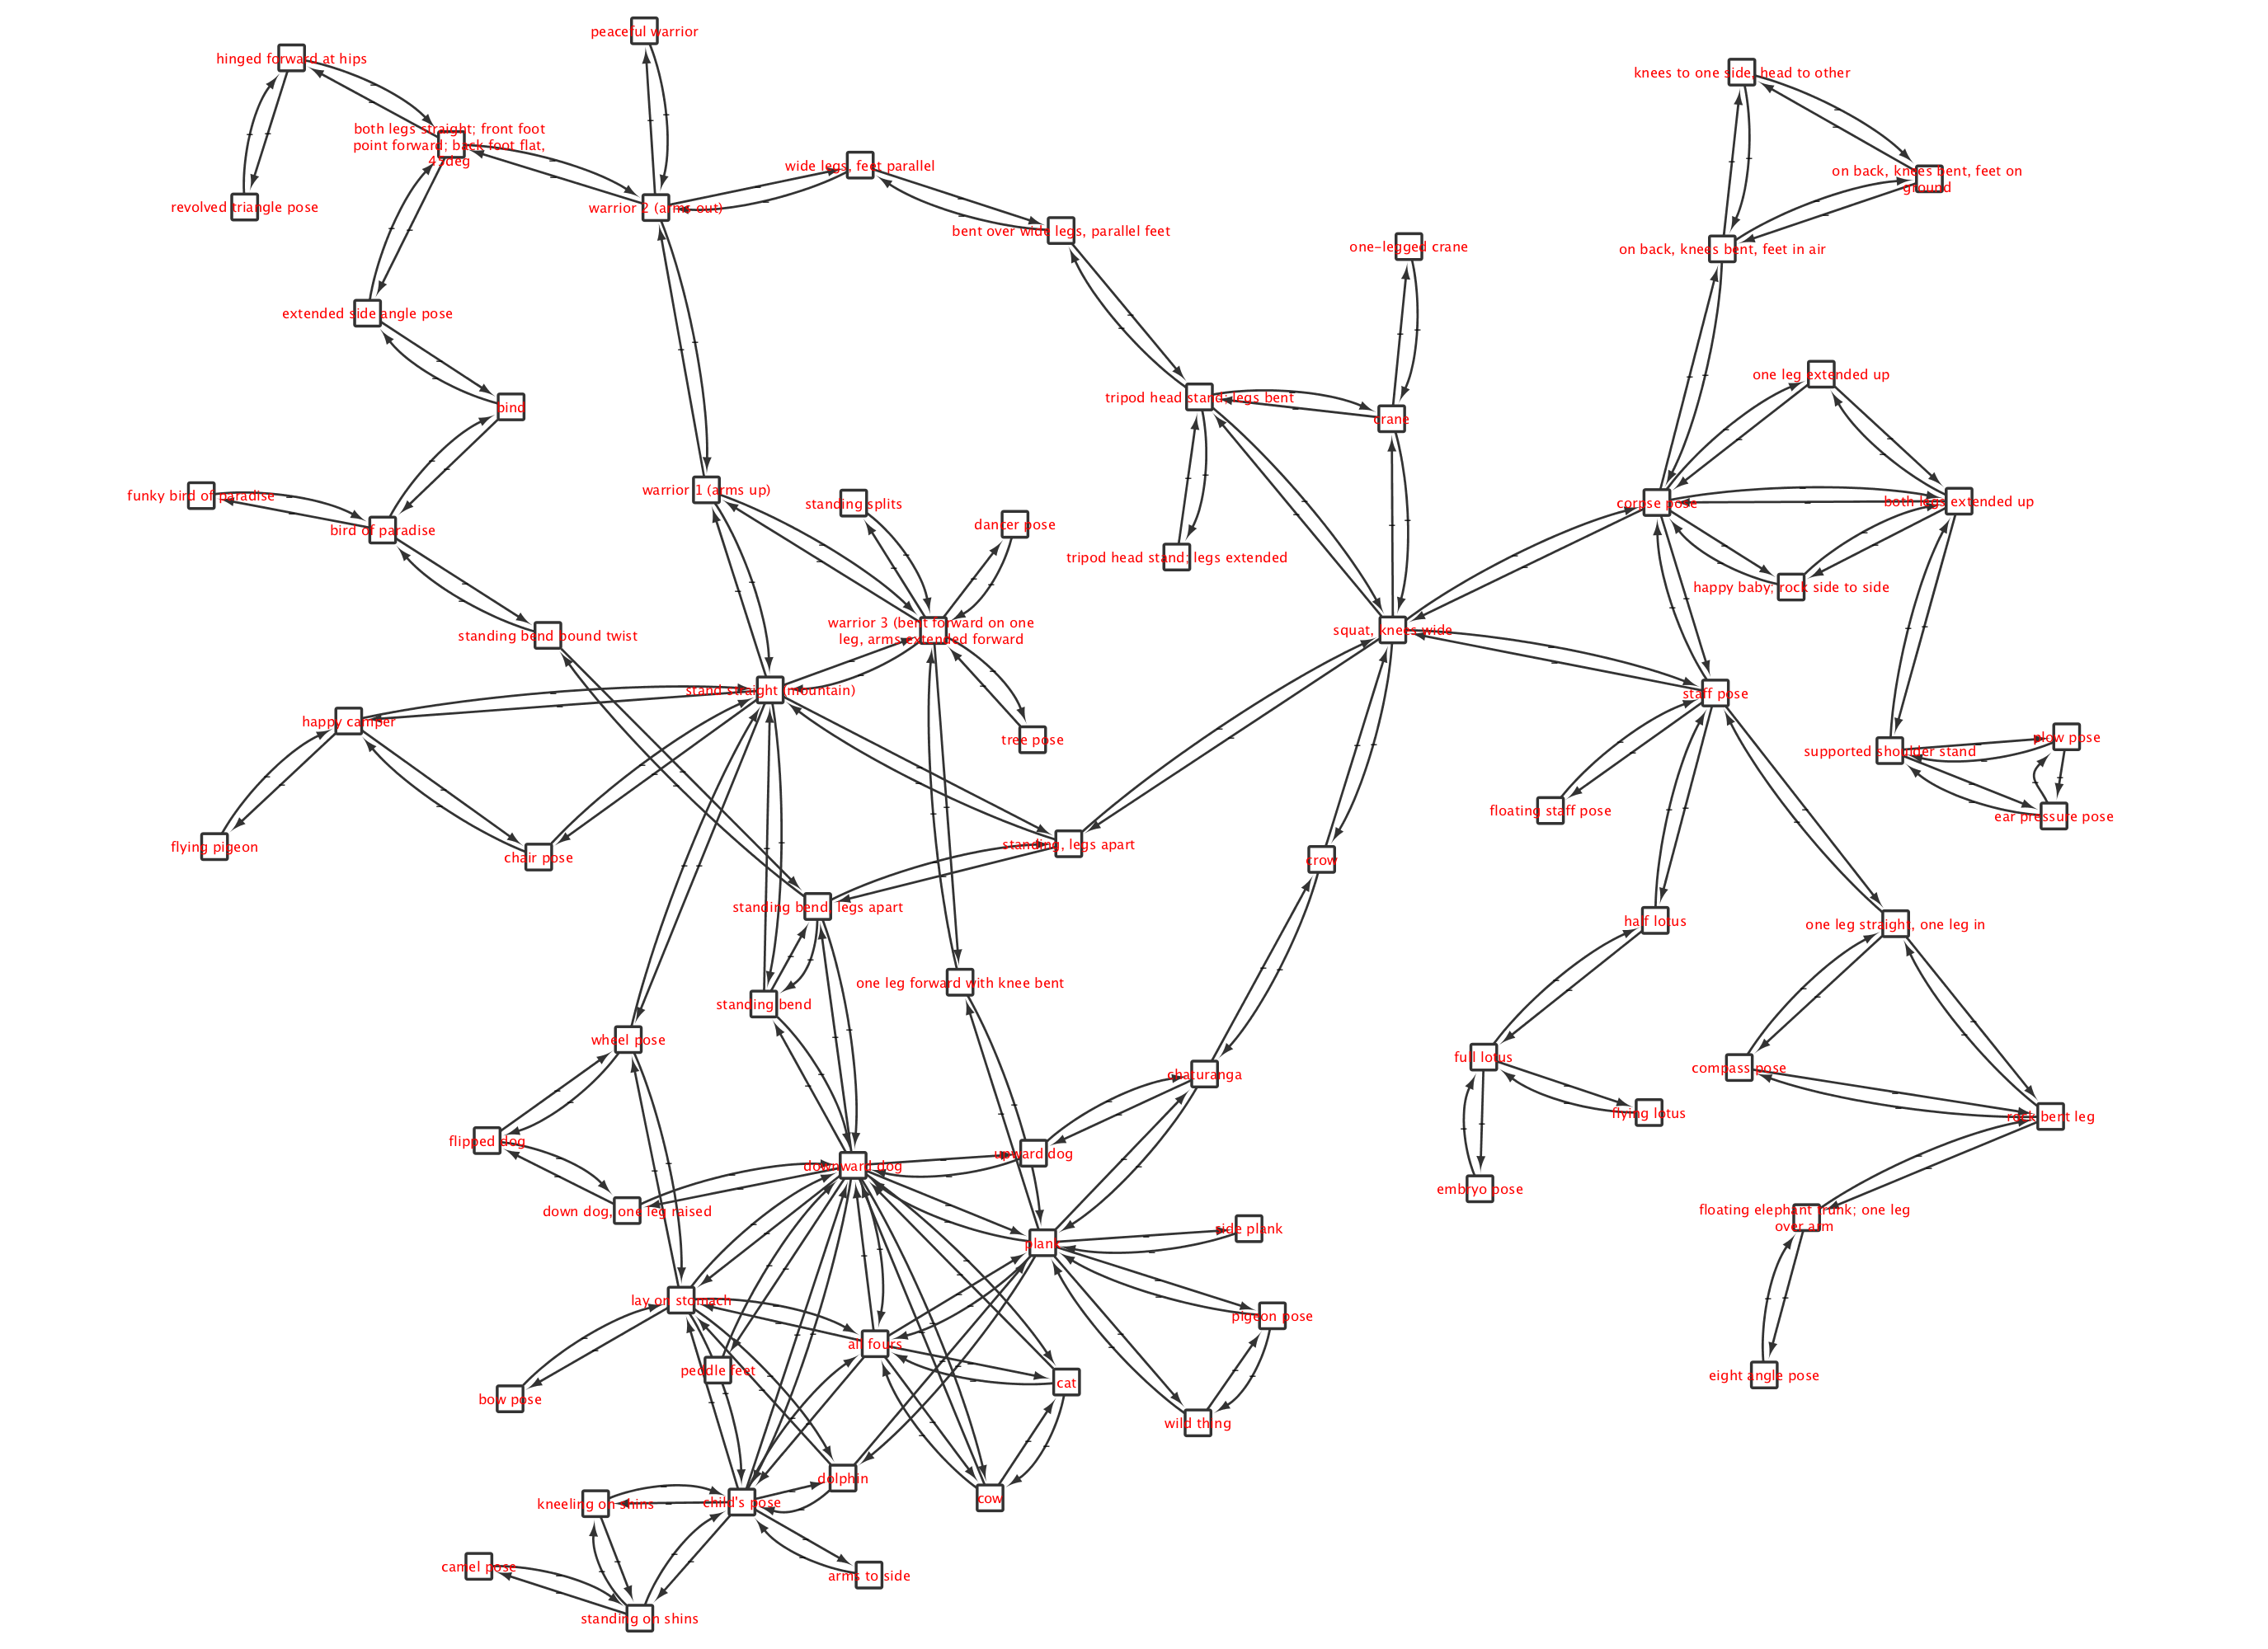 peaceful warrior
hinged forward at hips
knees to one side, head to other
both legs straight; front foot
point forward; back foot flat,
45deg
wide legs, feet parallel
on back, knees bent, feet on
ground
revolved triangle pose
warrior 2 (arms out)
bent over wide legs, parallel feet
one-legged crane
on back, knees bent, feet in air
extended side angle pose
one leg extended up
tripod head stand; legs bent
bind
crane
warrior 1 (arms up)
funky bird of paradise
standing splits
corpse pose
both legs extended up
dancer pose
bird of paradise
tripod head stand; legs extended
happy baby; rock side to side
warrior 3 (bent forward on one
leg, arms extended forward
squat, knees wide
standing bend bound twist
stand straight (mountain)
staff pose
happy camper
tree pose
plow pose
supported shoulder stand
floating staff pose
ear pressure pose
flying pigeon
chair pose
standing, legs apart
crow
standing bend, legs apart
half lotus
one leg straight, one leg in
one leg forward with knee bent
standing bend
wheel pose
full lotus
compass pose
chaturanga
flying lotus
rock bent leg
flipped dog
upward dog
downward dog
embryo pose
down dog, one leg raised
floating elephant trunk; one leg
over arm
side plank
plank
lay on stomach
pigeon pose
all fours
peddle feet
cat
eight angle pose
bow pose
wild thing
dolphin
cow
kneeling on shins
child's pose
camel pose
arms to side
standing on shins